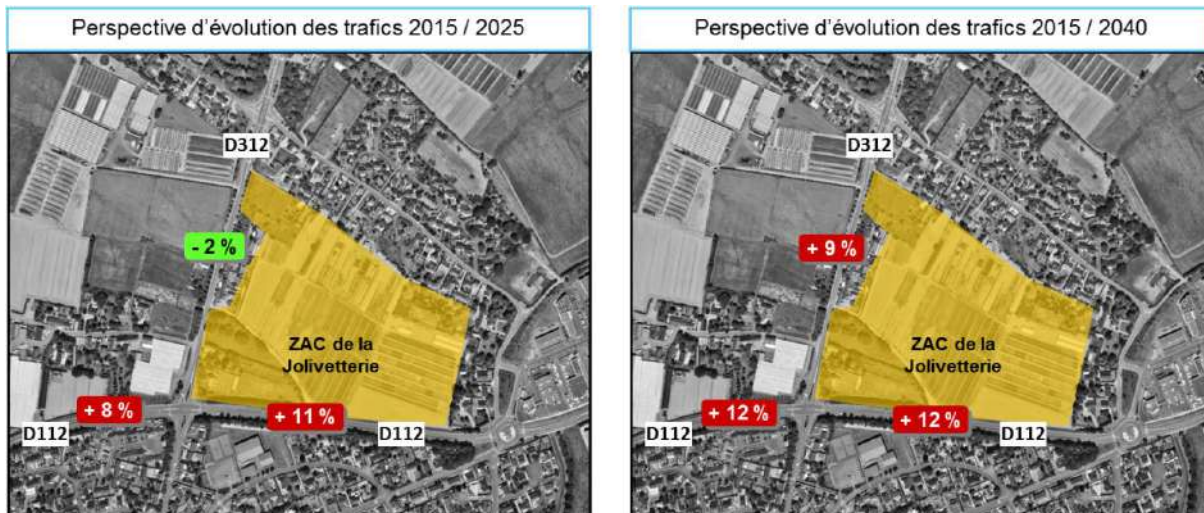 Perspective d'évolution des trafics 2015 / 2025
D312
- 2 %
ZAC de la
Jolivetterie
+ 8 %
+ 11 %
D112
D112
Perspective d'évolution des trafics 2015 / 2040
D312
+ 9 %
ZAC de la
Jolivetterie
+ 12 %
+ 12 %
D112
D112